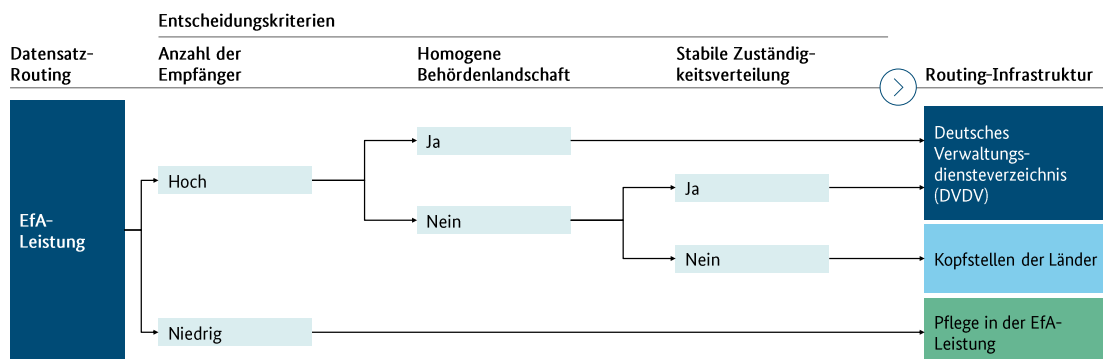 Entscheidungskriterien
Datensatz-
Routing
Anzahl der
Empfänger
Homogene
Behördenlandschaft
Stabile Zuständig-
keitsverteilung
Routing-Infrastruktur
EfA-
Leistung
Hoch
Niedrig
Ja
Nein
Ja
Nein
Deutsches
Verwaltungs-
diensteverzeichnis
(DVDV)
Kopfstellen der Länder
Pflege in der EfA-
Leistung